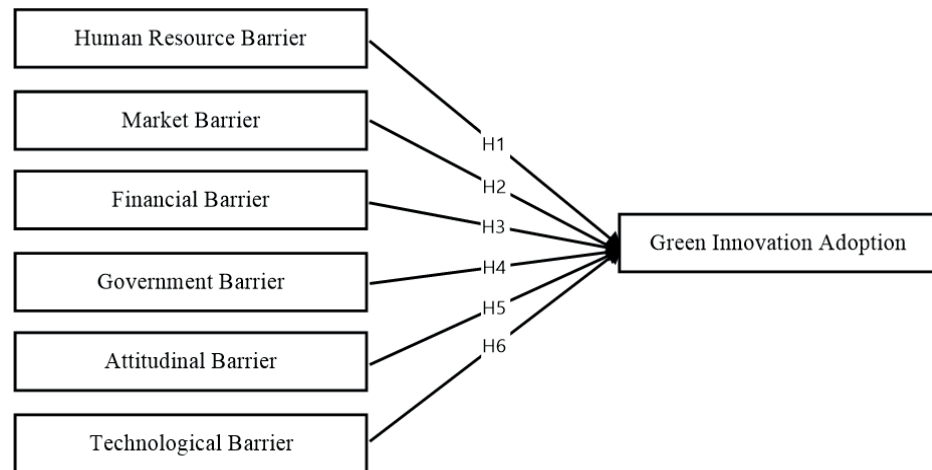 Human Resource Barrier
Market Barrier
Financial Barrier
Government Barrier
Attitudinal Barrier
Technological Barrier
H1
H2
H3
H4
H5
H6
Green Innovation Adoption